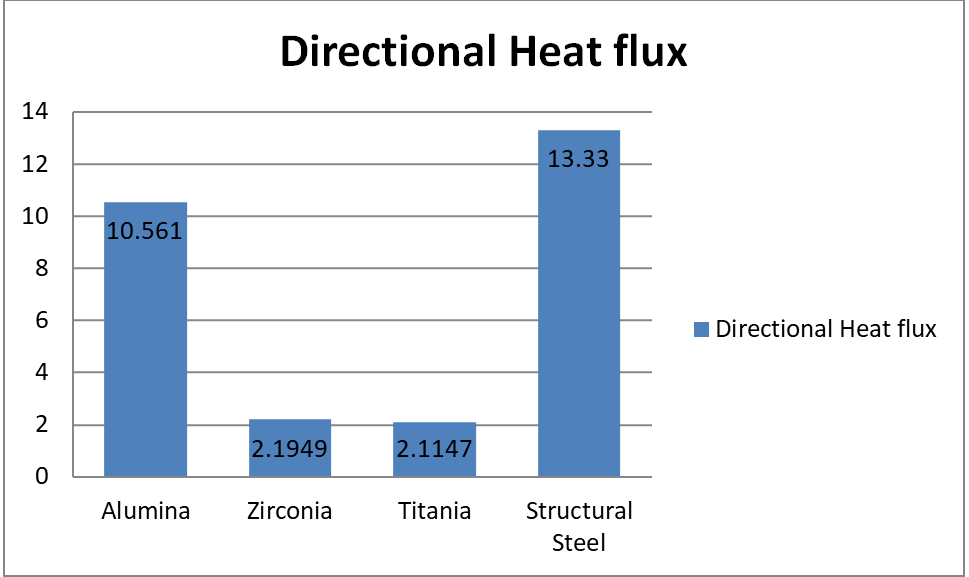 Directional Heat flux
14
12
10
8
6
4
2
0
10.561
2.1949
2.1147
13.33
Alumina
Zirconia
Titania
Structural
Steel
Directional Heat flux